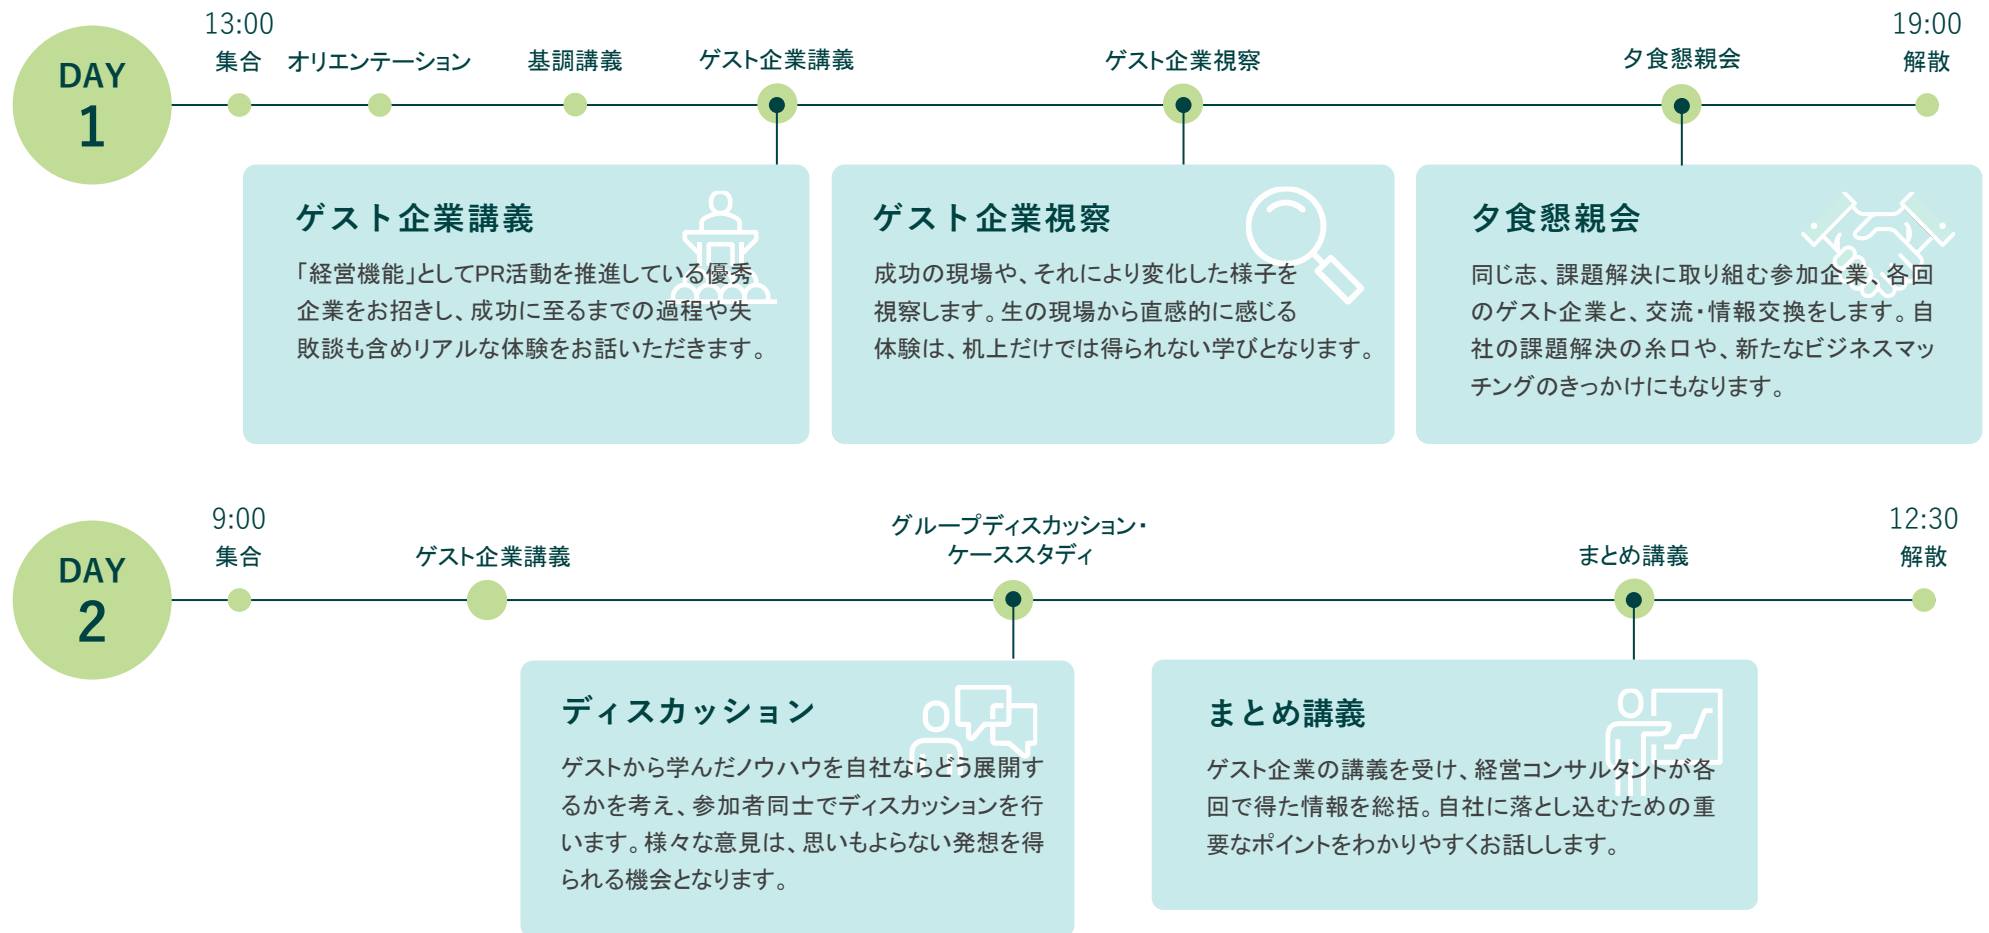 DAY
1
13:00
集合
オリエンテーション
基調講義
ゲスト企業講義
ゲスト企業視察
夕食懇親会
19:00
解散
ゲスト企業講義
「経営機能」としてPR活動を推進している優秀
企業をお招きし、成功に至るまでの過程や失
敗談も含めリアルな体験をお話いただきます。
ゲスト企業視察
成功の現場や、それにより変化した様子を
視察します。生の現場から直感的に感じる
体験は、机上だけでは得られない学びとなります。
夕食懇親会
同じ志、課題解決に取り組む参加企業、各回
のゲスト企業と、交流・情報交換をします。自
社の課題解決の糸口や、新たなビジネスマッ
チングのきっかけにもなります。
DAY
2
9:00
集合
ゲスト企業講義
グループディスカッション・
ケーススタディ
まとめ講義
12:30
解散
ディスカッション
ゲストから学んだノウハウを自社ならどう展開す
るかを考え、参加者同士でディスカッションを行
います。様々な意見は、思いもよらない発想を得
られる機会となります。
まとめ講義
ゲスト企業の講義を受け、経営コンサルタントが各
回で得た情報を総括。自社に落とし込むための重
要なポイントをわかりやすくお話しします。